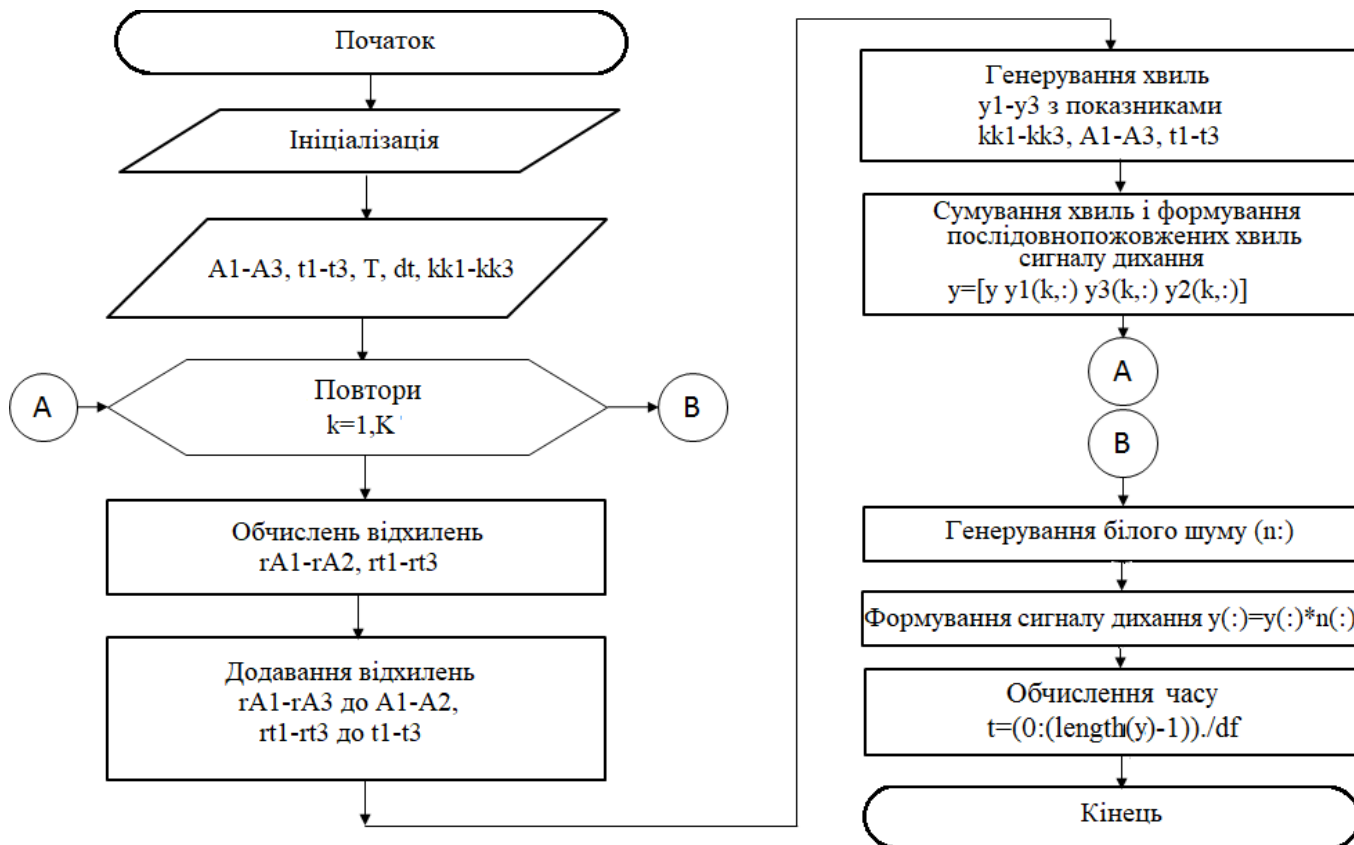 Початок
Ініціалізація
A1-A3, t1-t3, T, dt, kk1-kk3
A
Повтори
k=1,K
B
Обчислень відхилень
rA1-rA2, rt1-rt3
Додавання відхилень
rA1-rA3 до A1-A2,
rt1-rt3 до t1-t3
Генерування хвиль
y1-y3 з показниками
kk1-kk3, A1-A3, t1-t3
Сумування хвиль і формування
послідовнопожовжених хвиль
сигналу дихання
y=[y y1(k,:) y3(k,:) y2(k,:)]
A
B
Генерування білого шуму (n:)
Формування сигналу дихання y(:)=y(:)*n(:)
Обчислення часу
t=(0:(length(y)-1))./df
Кінець